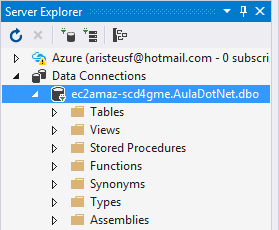 Server Explorer
Azure (aristeusf@hotmail.com - 0 subscri
Data Connections
ec2amaz-scd4gme.AulaDotNet.dbo
Tables
Views
Stored Procedures
Functions
Synonyms
Types
Assemblies